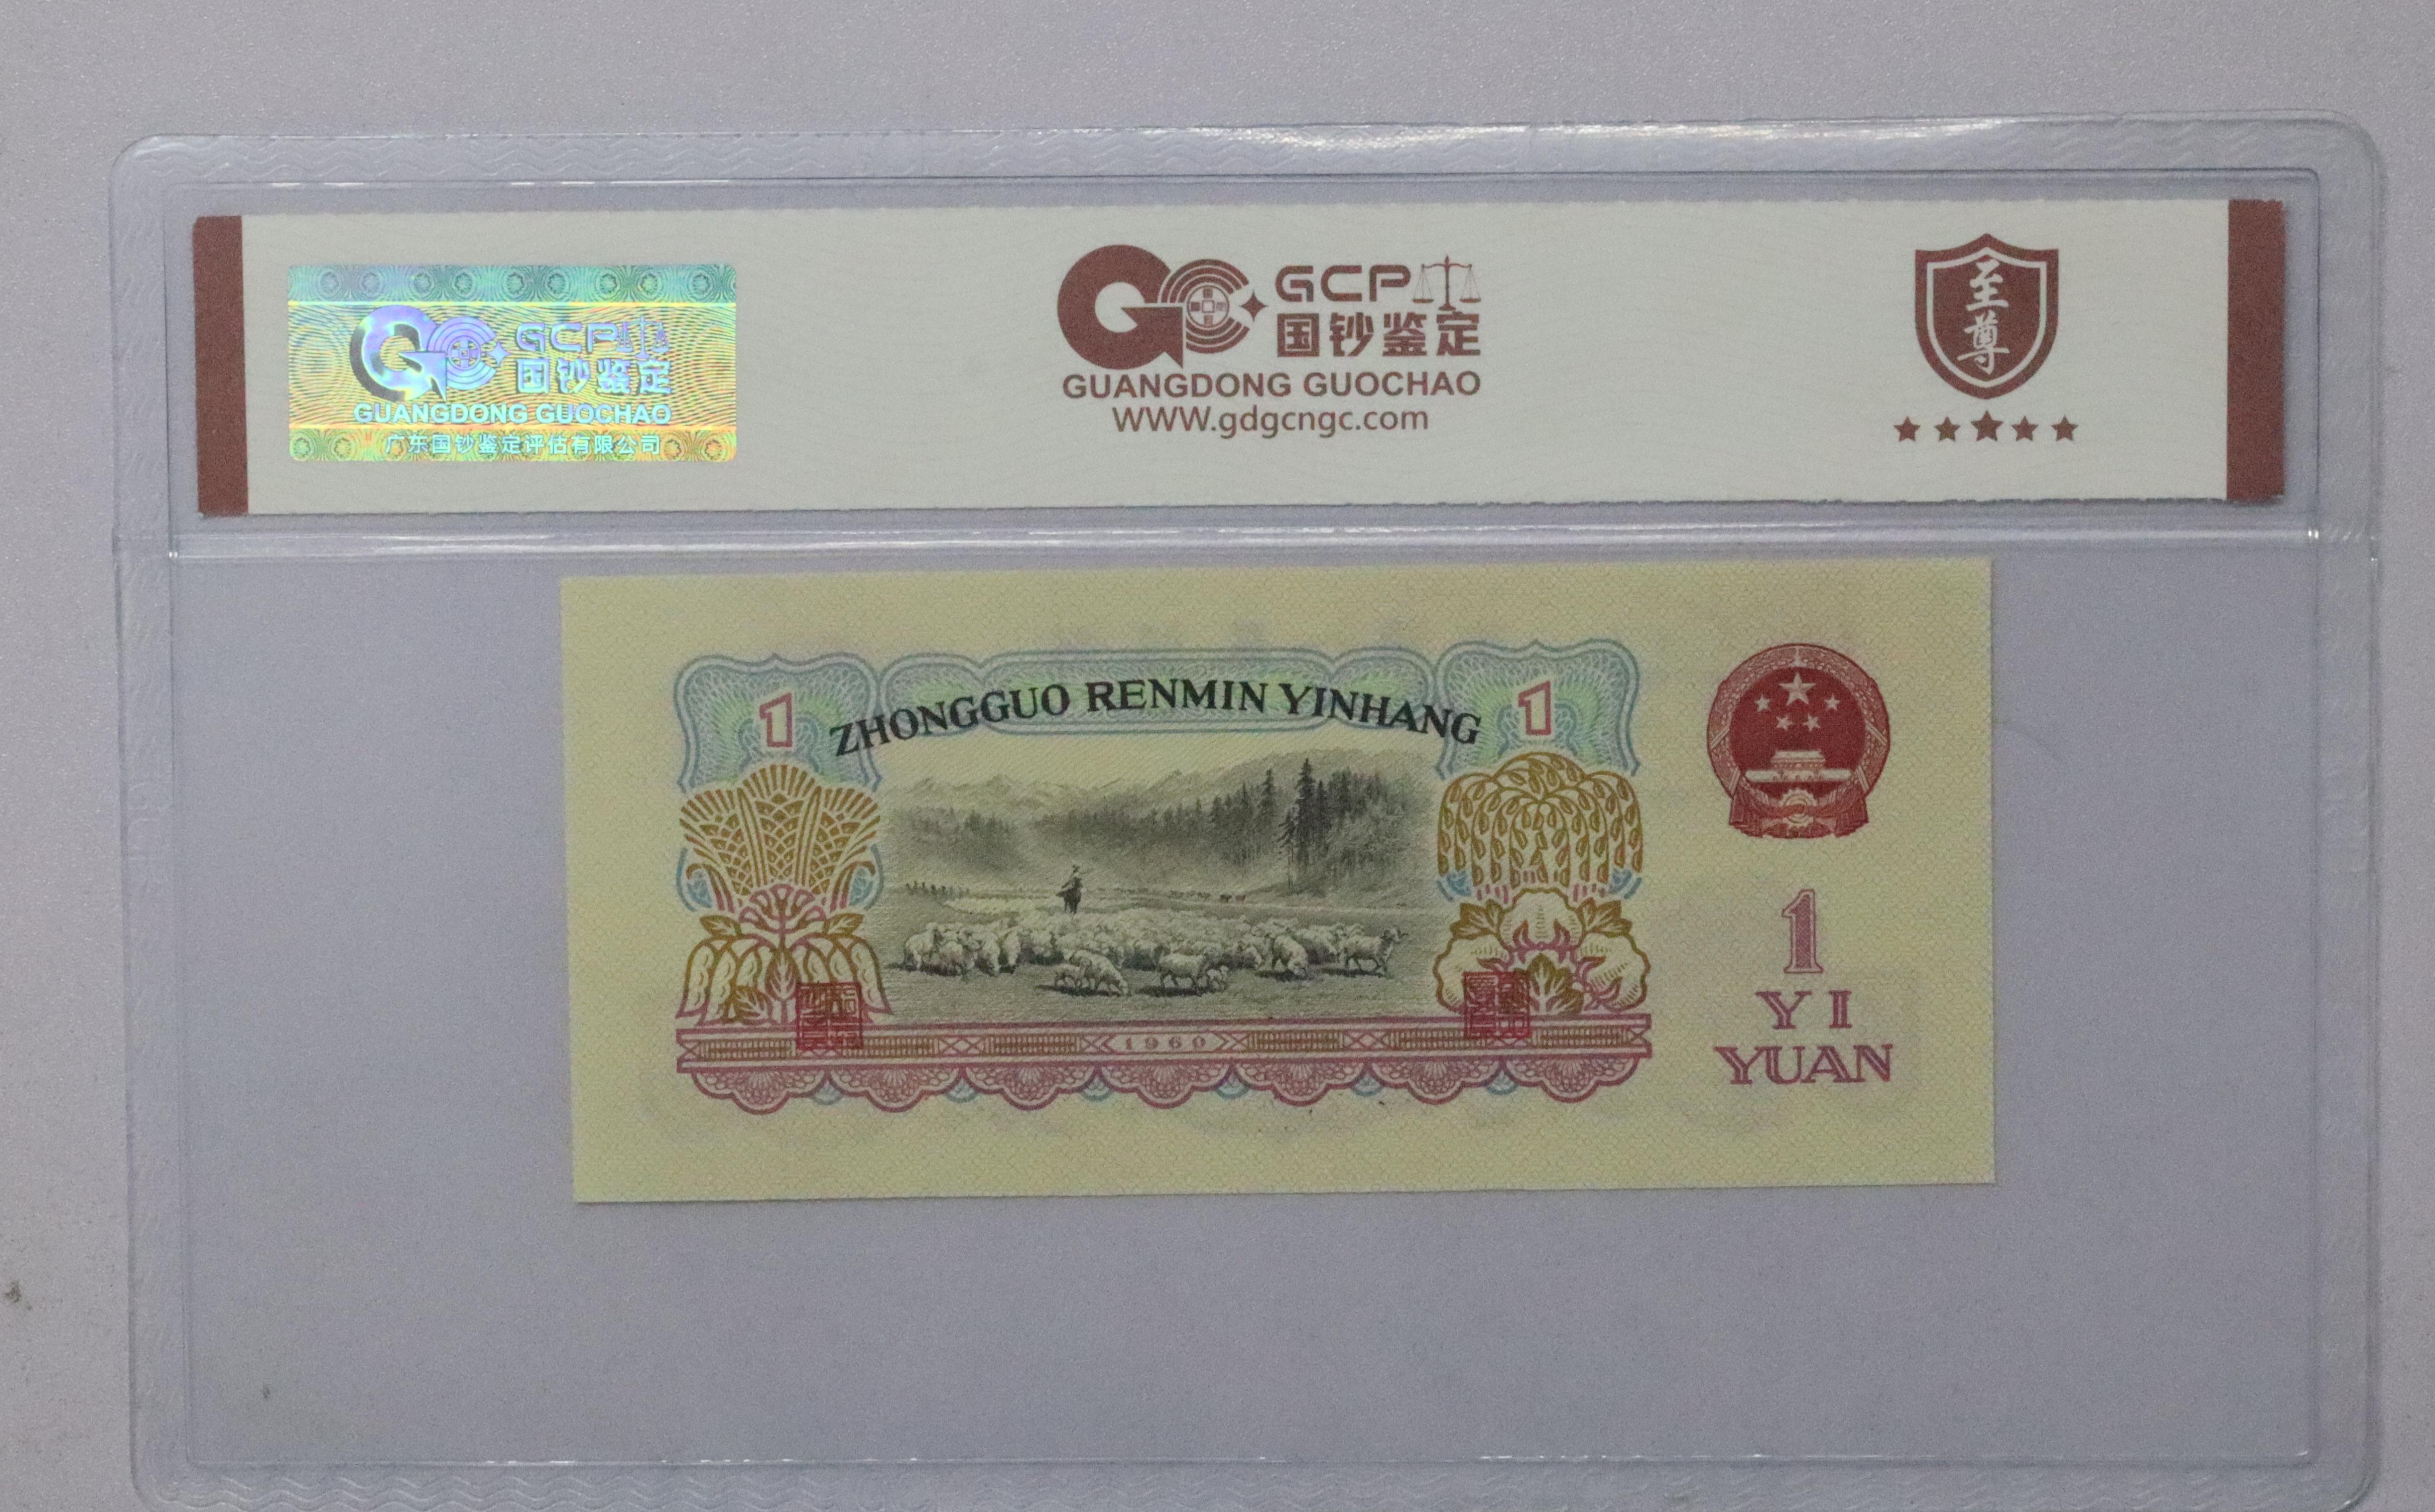 GCP
国钞鉴定
GUANGDONG GUOCHAO
广东国钞鉴定评估有限公司
GCP
国钞鉴定
GUANGDONG GUOCHAO
WWW.gdgcngc.com
至尊
1
ZHONGGUO RENMIN YINHANG
1
1
YI
YUAN
1960